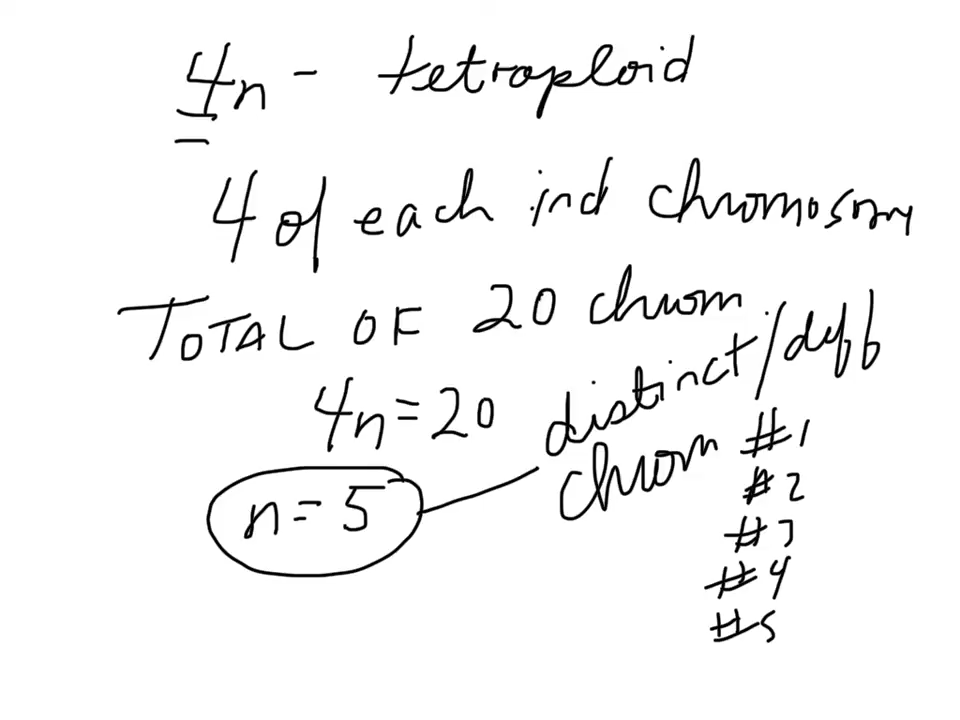 4n - tetraploid
4 of each ind chromosom
TOTAL OF 20 chrom
4n = 20
n = 5
distinct/diff
chrom #1
#2
#3
#4
#5